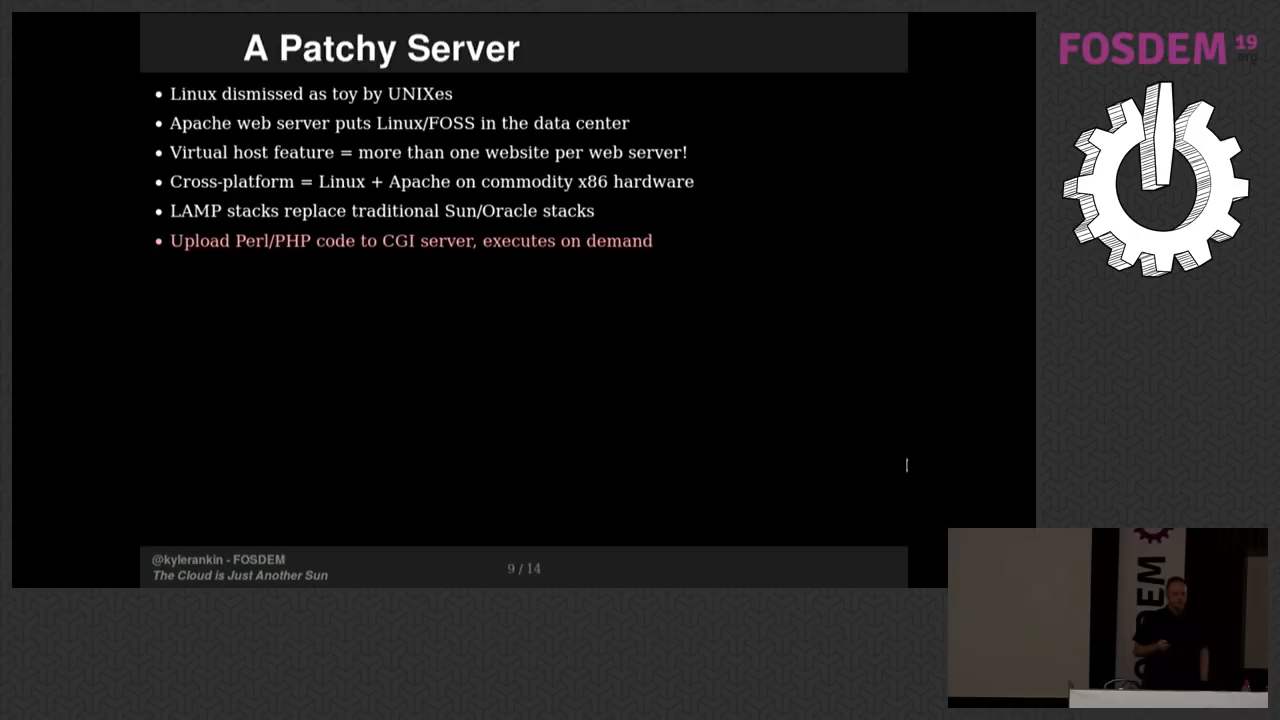 A Patchy Server
Linux dismissed as toy by UNIXes
Apache web server puts Linux/FOSS in the data center
Virtual host feature = more than one website per web server!
Cross-platform = Linux + Apache on commodity x86 hardware
LAMP stacks replace traditional Sun/Oracle stacks
Upload Perl/PHP code to CGI server, executes on demand
@kylerankin - FOSDEM
The Cloud is Just Another Sun
9 / 14
FOSDEM 19
.org